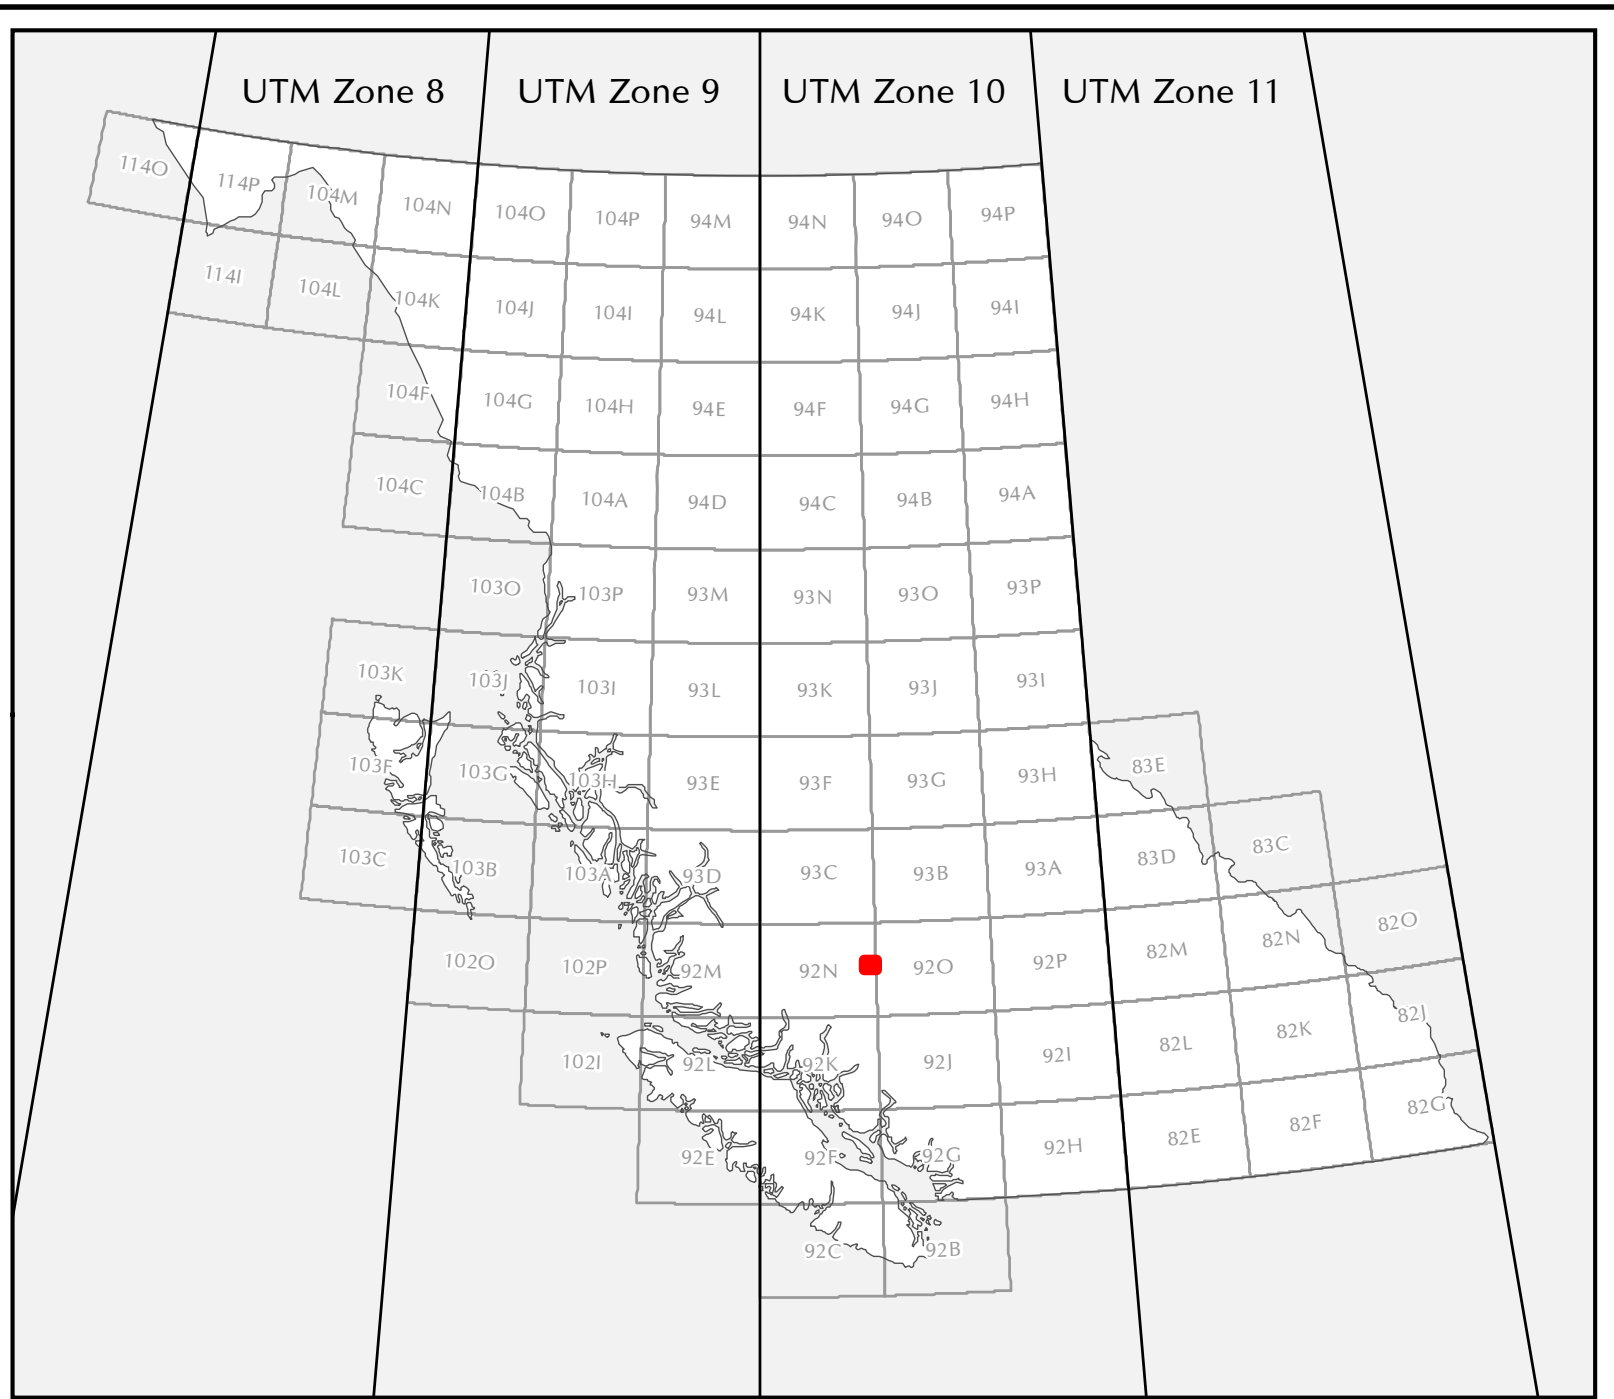 UTM Zone 8 UTM Zone 9 UTM Zone 10 UTM Zone 11
114O 114P 104M 104N 104O 104P 94M 94N 94O 94P
114I 104L 104K 104J 104I 94L 94K 94J 94I
104F 104G 104H 94E 94F 94G 94H
104C 104B 104A 94D 94C 94B 94A
103O 103P 93M 93N 93O 93P
103K 103J 103I 93L 93K 93J 93I
103F 103G 103H 93E 93F 93G 93H 83E
103C 103B 103A 93D 93C 93B 93A 83D 83C
102O 102P 92M 92N 92O 92P 82M 82N 82O
102I 92L 92K 92J 92I 82L 82K 82J
92E 92F 92G 92H 82E 82F 82G
92C 92B